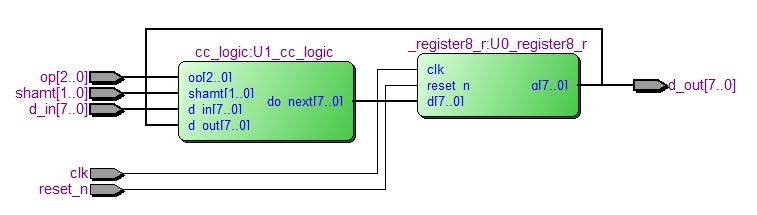 cc_logic:U1_cc_logic
_register8_r:U0_register8_r
op[2..0]
shamt[1..0]
d_in[7..0]
op[2..0]
shamt[1..0]
d_in[7..0]
d_out[7..0]
do_next[7..0]
clk
reset_n
d[7..0]
q[7..0]
d_out[7..0]
clk
reset_n